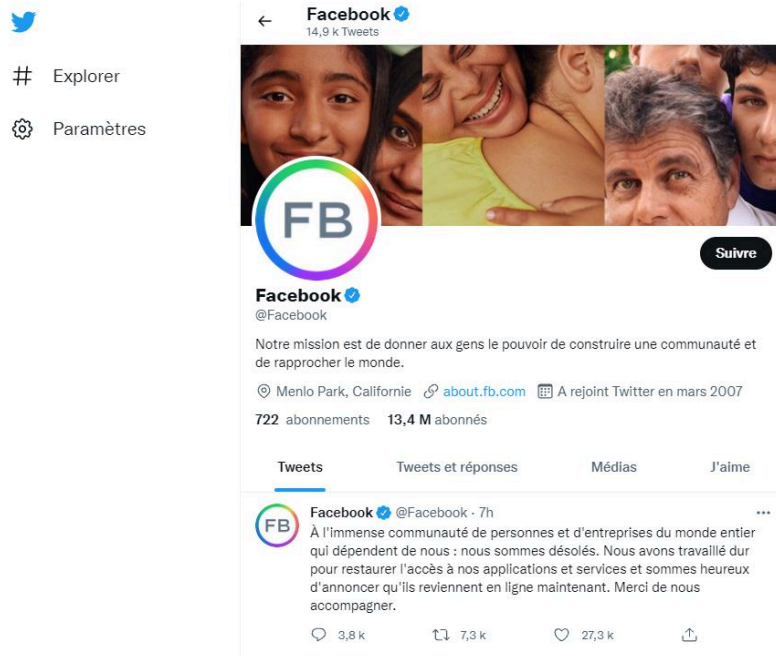 Facebook
14,9 k Tweets
Explorer
Paramètres
FB
Suivre
Facebook
@Facebook
Notre mission est de donner aux gens le pouvoir de construire une communauté et
de rapprocher le monde.
Menlo Park, Californie about.fb.com A rejoint Twitter en mars 2007
722 abonnements 13,4 M abonnés
Tweets Tweets et réponses Médias J'aime
FB
Facebook @Facebook · 7h
À l'immense communauté de personnes et d'entreprises du monde entier
qui dépendent de nous : nous sommes désolés. Nous avons travaillé dur
pour restaurer l'accès à nos applications et services et sommes heureux
d'annoncer qu'ils reviennent en ligne maintenant. Merci de nous
accompagner.
3,8 k 7,3 k 27,3 k